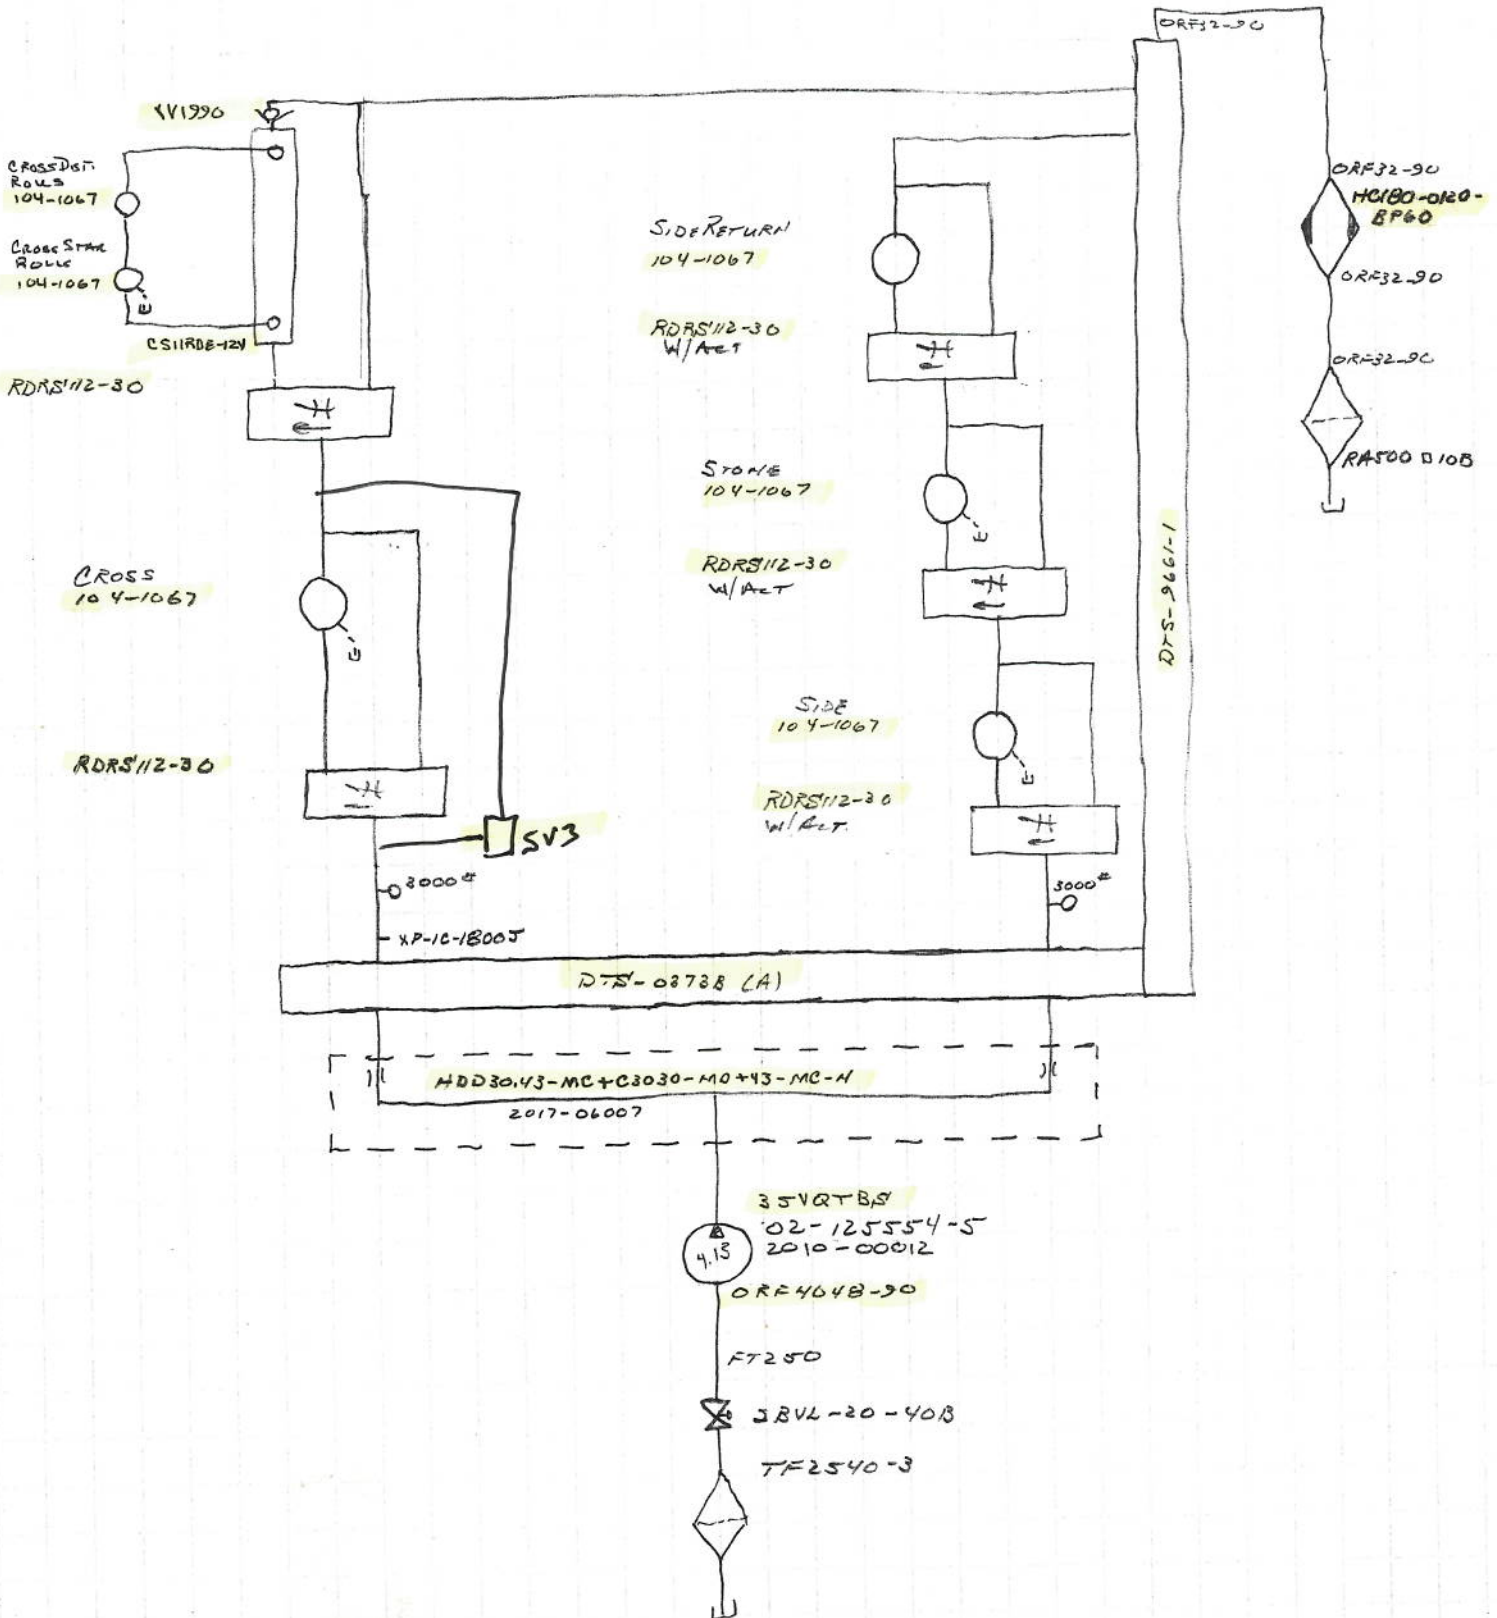 ORF32-90
VV1990
CROSS DIST.
ROLLS
104-1067
CROSS STAR
ROLLS
104-1067
CS11RDE-12V
RDRS112-30
CROSS
104-1067
RDRS112-30
SV3
3000#
XP-1C-1800J
SIDE RETURN
104-1067
RDRS112-30
W/ACT
STONE
104-1067
RDRS112-30
W/ACT
SIDE
104-1067
RDRS112-30
W/ACT.
3000#
DTS-9661-1
ORF32-90
HC180-0120-
BP60
ORF32-90
ORF32-90
RA500 D 10B
DTS-0373B (A)
HDD30.43-MC+C3030-MO+43-MC-N
2017-06007
35VQTBS
02-125554-5
2010-00012
4.13
ORF4048-90
FT250
SBVL-20-40B
TF2540-3